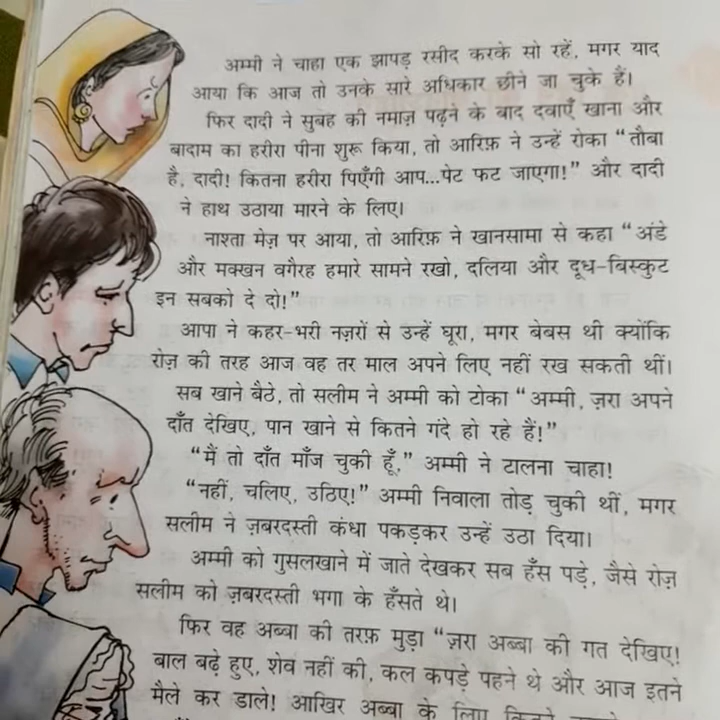 अम्मी ने चाहा एक झापड़ रसीद करके सो रहें, मगर याद
आया कि आज तो उनके सारे अधिकार छीने जा चुके हैं।
फिर दादी ने सुबह की नमाज़ पढ़ने के बाद दवाएँ खाना और
बादाम का हरीरा पीना शुरू किया, तो आरिफ़ ने उन्हें रोका “तौबा
है, दादी! कितना हरीरा पिएँगी आप...पेट फट जाएगा!” और दादी
ने हाथ उठाया मारने के लिए।
नाश्ता मेज़ पर आया, तो आरिफ़ ने खानसामा से कहा “अंडे
और मक्खन वगैरह हमारे सामने रखो, दलिया और दूध-बिस्कुट
इन सबको दे दो!”
आपा ने कहर-भरी नज़रों से उन्हें घूरा, मगर बेबस थी क्योंकि
रोज़ की तरह आज वह तर माल अपने लिए नहीं रख सकती थीं।
सब खाने बैठे, तो सलीम ने अम्मी को टोका “अम्मी, ज़रा अपने
दाँत देखिए, पान खाने से कितने गंदे हो रहे हैं!”
“मैं तो दाँत माँज चुकी हूँ,” अम्मी ने टालना चाहा!
“नहीं, चलिए, उठिए!” अम्मी निवाला तोड़ चुकी थीं, मगर
सलीम ने ज़बरदस्ती कंधा पकड़कर उन्हें उठा दिया।
अम्मी को गुसलखाने में जाते देखकर सब हँस पड़े, जैसे रोज़
सलीम को ज़बरदस्ती भगा के हँसते थे।
फिर वह अब्बा की तरफ़ मुड़ा “ज़रा अब्बा की गत देखिए!
बाल बढ़े हुए, शेव नहीं की, कल कपड़े पहने थे और आज इतने
मैले कर डाले! आखिर अब्बा के लिए